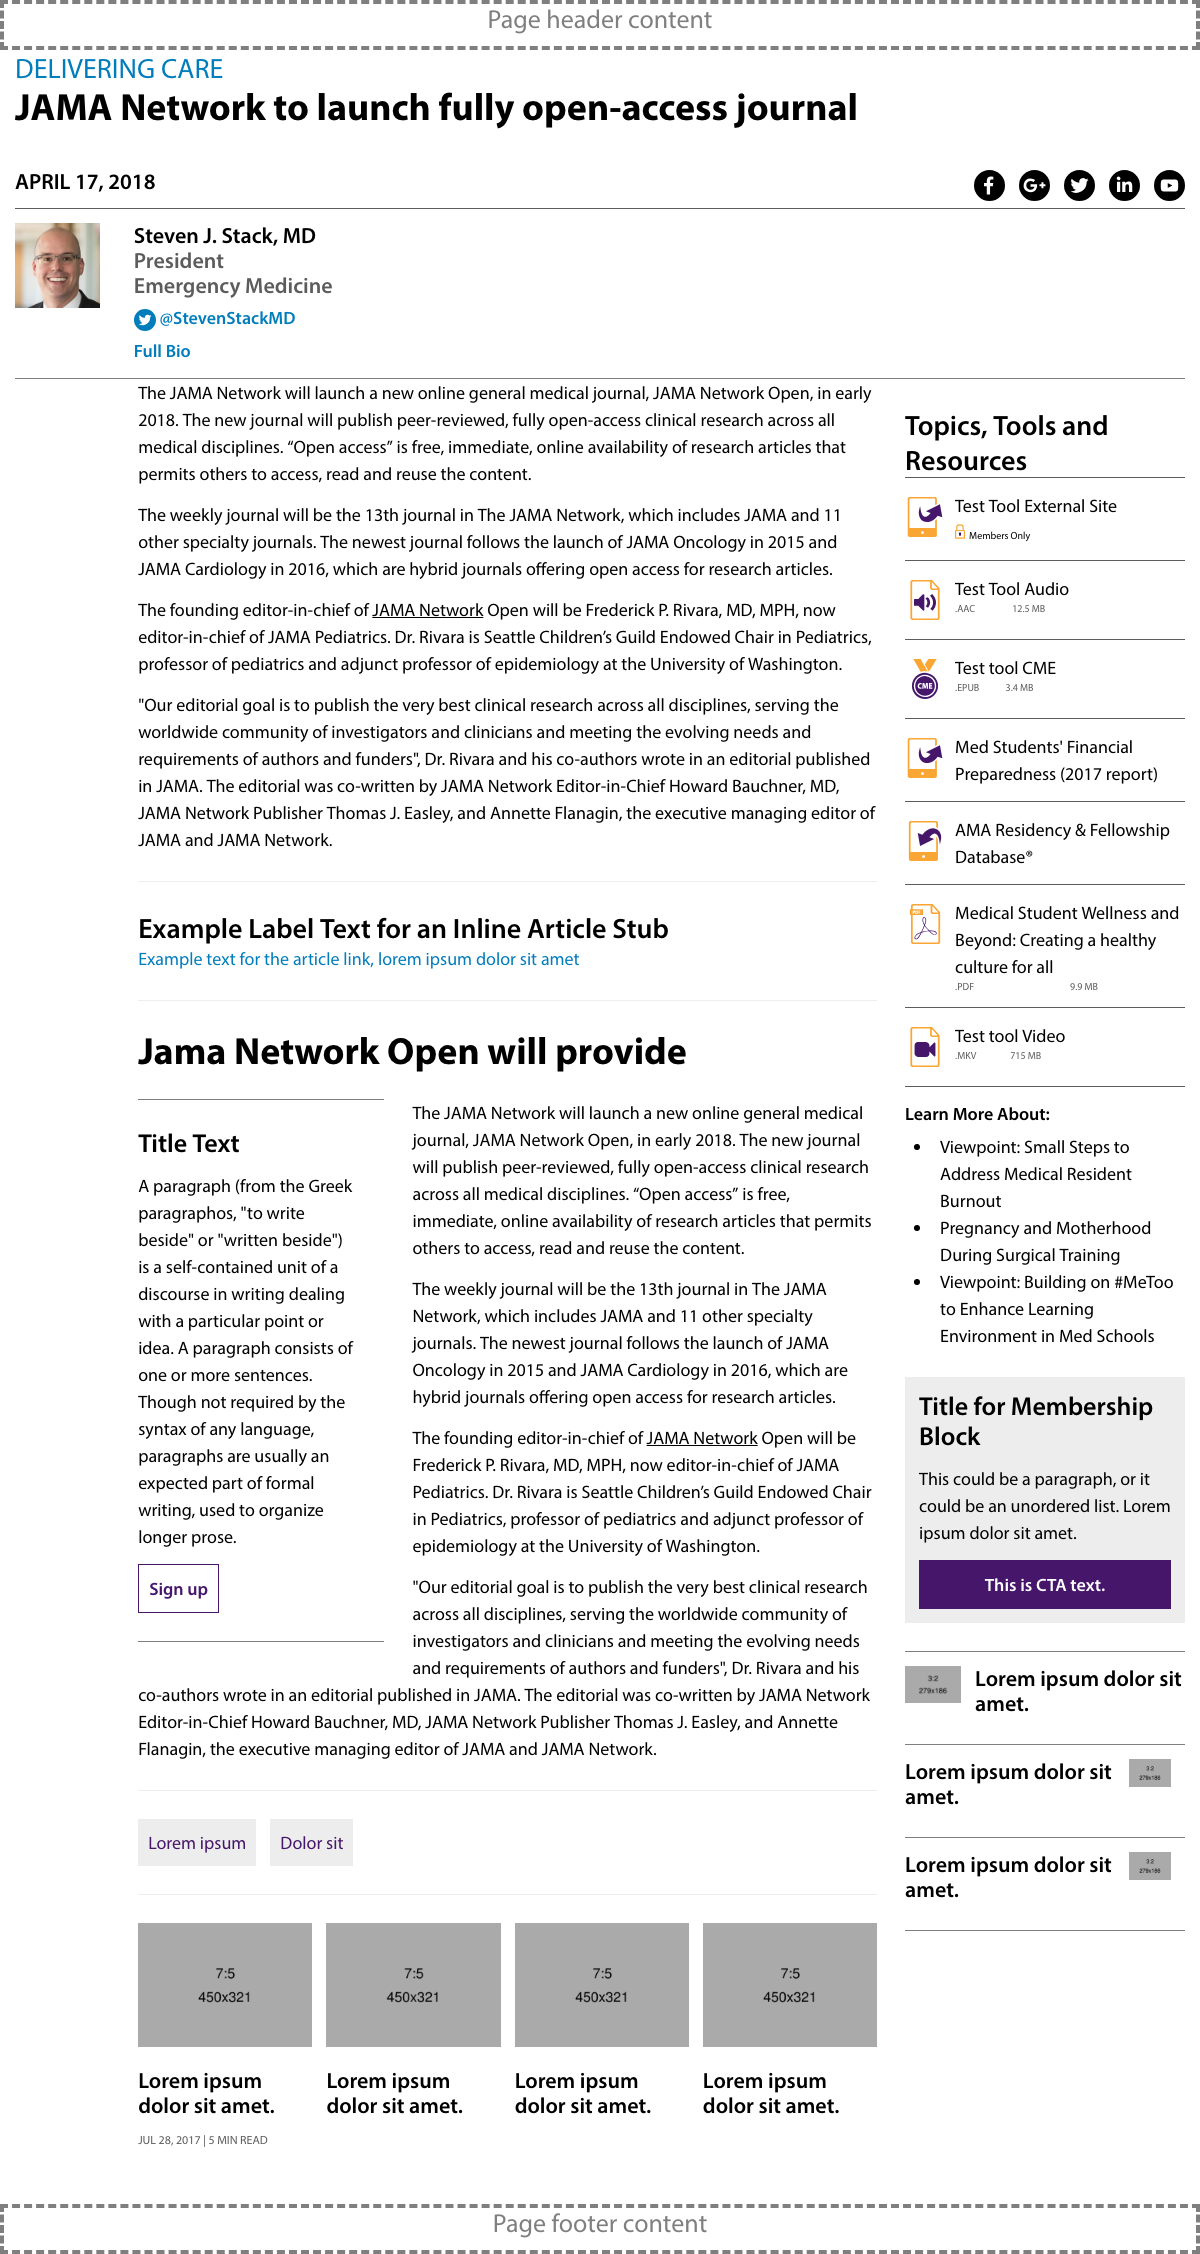 Page header content
DELIVERING CARE
JAMA Network to launch fully open-access journal
APRIL 17, 2018
Steven J. Stack, MD
President
Emergency Medicine
@StevenStackMD
Full Bio
The JAMA Network will launch a new online general medical journal, JAMA Network Open, in early
2018. The new journal will publish peer-reviewed, fully open-access clinical research across all
medical disciplines. “Open access” is free, immediate, online availability of research articles that
permits others to access, read and reuse the content.
The weekly journal will be the 13th journal in The JAMA Network, which includes JAMA and 11
other specialty journals. The newest journal follows the launch of JAMA Oncology in 2015 and
JAMA Cardiology in 2016, which are hybrid journals offering open access for research articles.
The founding editor-in-chief of JAMA Network Open will be Frederick P. Rivara, MD, MPH, now
editor-in-chief of JAMA Pediatrics. Dr. Rivara is Seattle Children’s Guild Endowed Chair in Pediatrics,
professor of pediatrics and adjunct professor of epidemiology at the University of Washington.
"Our editorial goal is to publish the very best clinical research across all disciplines, serving the
worldwide community of investigators and clinicians and meeting the evolving needs and
requirements of authors and funders", Dr. Rivara and his co-authors wrote in an editorial published
in JAMA. The editorial was co-written by JAMA Network Editor-in-Chief Howard Bauchner, MD,
JAMA Network Publisher Thomas J. Easley, and Annette Flanagin, the executive managing editor of
JAMA and JAMA Network.
Example Label Text for an Inline Article Stub
Example text for the article link, lorem ipsum dolor sit amet
Jama Network Open will provide
Title Text
A paragraph (from the Greek
paragraphos, "to write
beside" or "written beside")
is a self-contained unit of a
discourse in writing dealing
with a particular point or
idea. A paragraph consists of
one or more sentences.
Though not required by the
syntax of any language,
paragraphs are usually an
expected part of formal
writing, used to organize
longer prose.
Sign up
The JAMA Network will launch a new online general medical
journal, JAMA Network Open, in early 2018. The new journal
will publish peer-reviewed, fully open-access clinical research
across all medical disciplines. “Open access” is free,
immediate, online availability of research articles that permits
others to access, read and reuse the content.
The weekly journal will be the 13th journal in The JAMA
Network, which includes JAMA and 11 other specialty
journals. The newest journal follows the launch of JAMA
Oncology in 2015 and JAMA Cardiology in 2016, which are
hybrid journals offering open access for research articles.
The founding editor-in-chief of JAMA Network Open will be
Frederick P. Rivara, MD, MPH, now editor-in-chief of JAMA
Pediatrics. Dr. Rivara is Seattle Children’s Guild Endowed Chair
in Pediatrics, professor of pediatrics and adjunct professor of
epidemiology at the University of Washington.
"Our editorial goal is to publish the very best clinical research
across all disciplines, serving the worldwide community of
investigators and clinicians and meeting the evolving needs
and requirements of authors and funders", Dr. Rivara and his
co-authors wrote in an editorial published in JAMA. The editorial was co-written by JAMA Network
Editor-in-Chief Howard Bauchner, MD, JAMA Network Publisher Thomas J. Easley, and Annette
Flanagin, the executive managing editor of JAMA and JAMA Network.
Lorem ipsum Dolor sit
7:5 7:5 7:5 7:5
450x321 450x321 450x321 450x321
Lorem ipsum Lorem ipsum Lorem ipsum Lorem ipsum
dolor sit amet. dolor sit amet. dolor sit amet. dolor sit amet.
JUL 28, 2017 | 5 MIN READ
Topics, Tools and
Resources
Test Tool External Site
Members Only
Test Tool Audio
.AAC 12.5 MB
CME
Test tool CME
.EPUB 3.4 MB
Med Students' Financial
Preparedness (2017 report)
AMA Residency & Fellowship
Database®
PDF
Medical Student Wellness and
Beyond: Creating a healthy
culture for all
.PDF 9.9 MB
Test tool Video
.MKV 715 MB
Learn More About:
• Viewpoint: Small Steps to
Address Medical Resident
Burnout
• Pregnancy and Motherhood
During Surgical Training
• Viewpoint: Building on #MeToo
to Enhance Learning
Environment in Med Schools
Title for Membership
Block
This could be a paragraph, or it
could be an unordered list. Lorem
ipsum dolor sit amet.
This is CTA text.
3:2
279x186
Lorem ipsum dolor sit
amet.
Lorem ipsum dolor sit
amet.
3:2
279x186
Lorem ipsum dolor sit
amet.
3:2
279x186
Page footer content